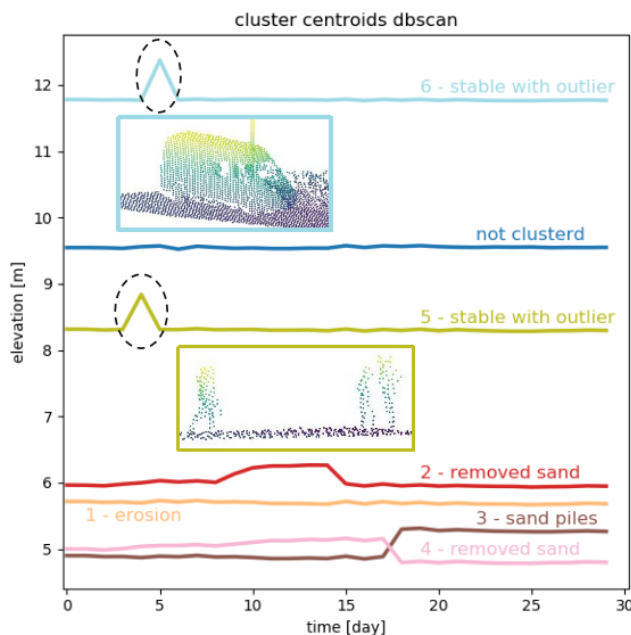 cluster centroids dbscan
12
6 - stable with outlier
11
10
not clusterd
9
5 - stable with outlier
8
7
6
2 - removed sand
1 - erosion
3 - sand piles
5
4 - removed sand
elevation [m]
0 5 10 15 20 25 30
time [day]